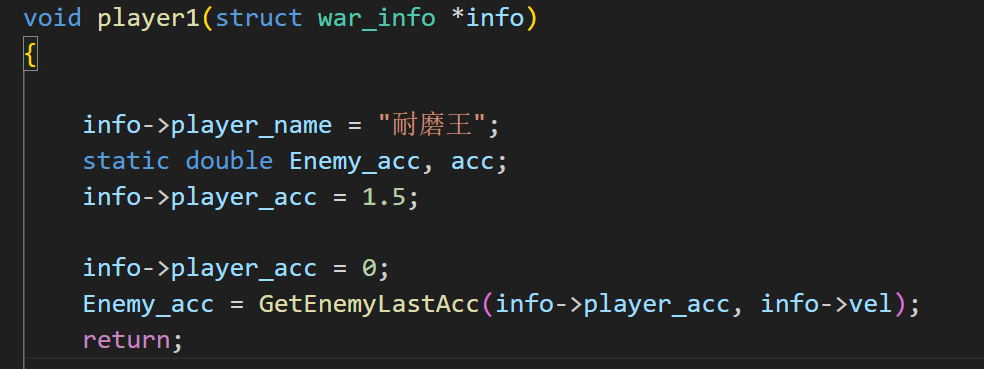 void player1(struct war_info *info)
{
info->player_name = "耐磨王";
static double Enemy_acc, acc;
info->player_acc = 1.5;
info->player_acc = 0;
Enemy_acc = GetEnemyLastAcc(info->player_acc, info->vel);
return;